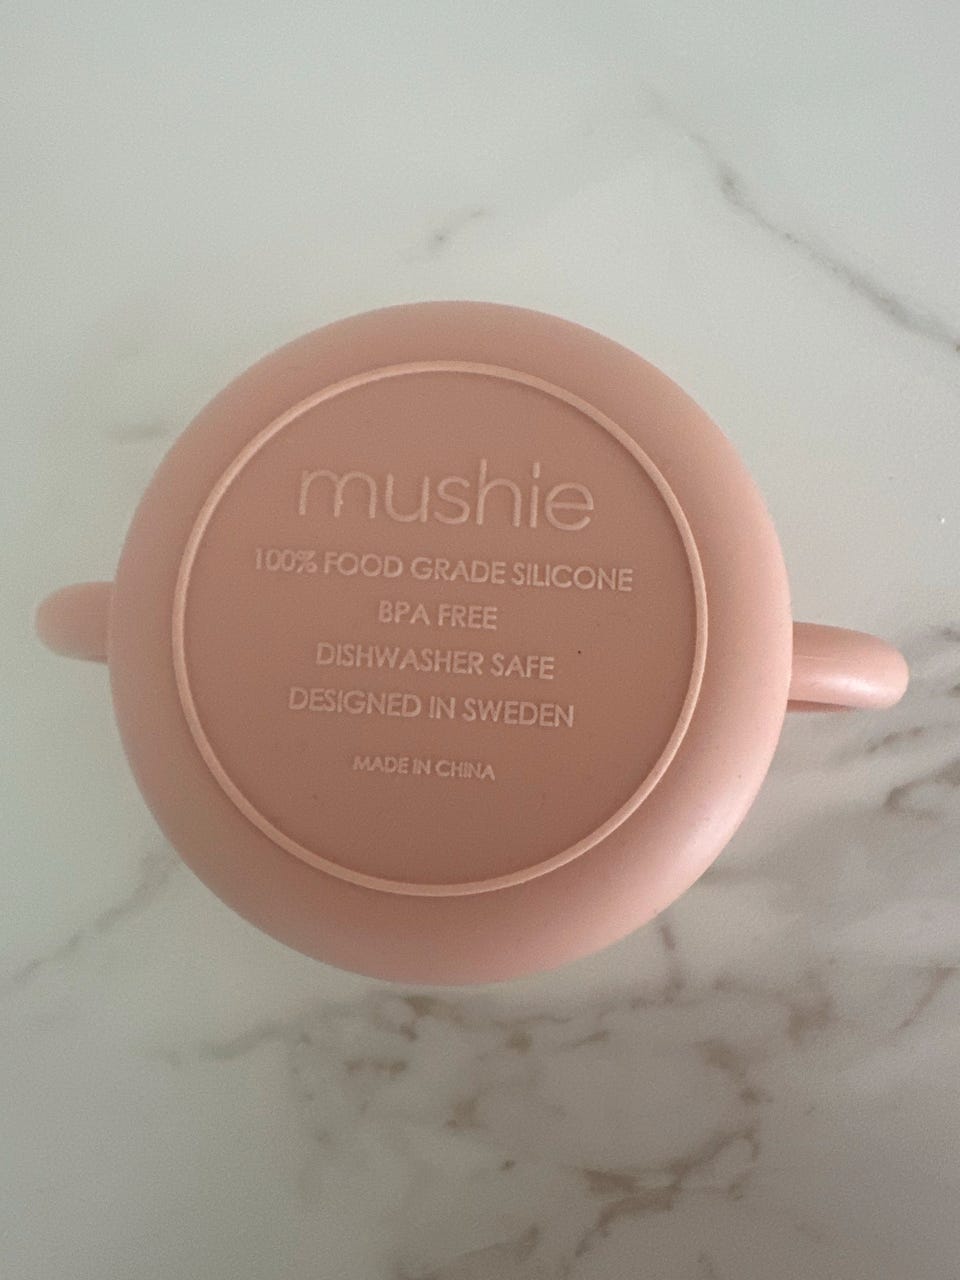 mushie
100% FOOD GRADE SILICONE
BPA FREE
DISHWASHER SAFE
DESIGNED IN SWEDEN
MADE IN CHINA